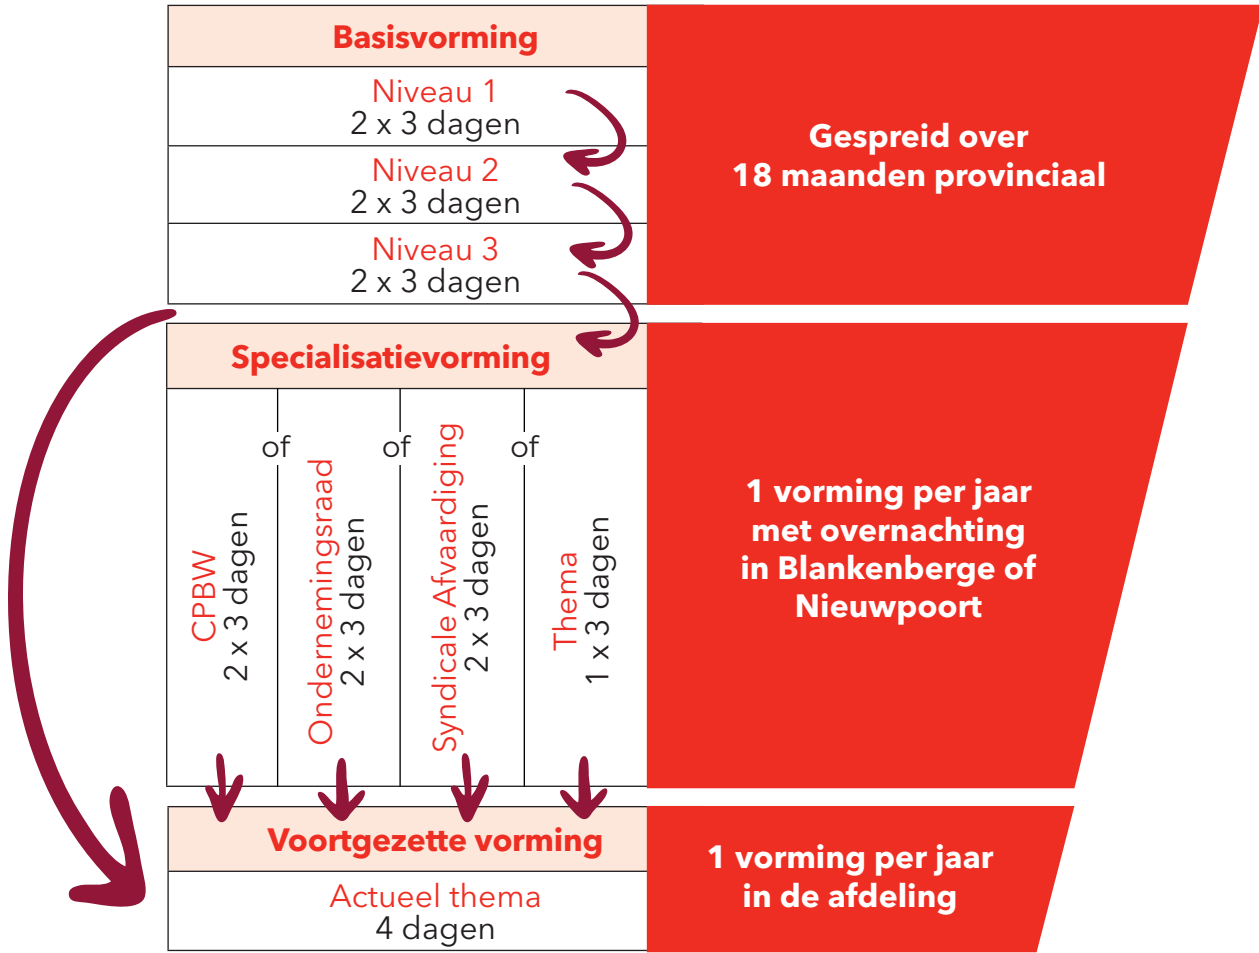 Basisvorming
Niveau 1
2 x 3 dagen
Niveau 2
2 x 3 dagen
Niveau 3
2 x 3 dagen
Gespreid over
18 maanden provinciaal
Specialisatievorming
CPBW
2 x 3 dagen
of
Ondernemingsraad
2 x 3 dagen
of
Syndicale Afvaardiging
2 x 3 dagen
of
Thema
1 x 3 dagen
1 vorming per jaar
met overnachting
in Blankenberge of
Nieuwpoort
Voortgezette vorming
Actueel thema
4 dagen
1 vorming per jaar
in de afdeling